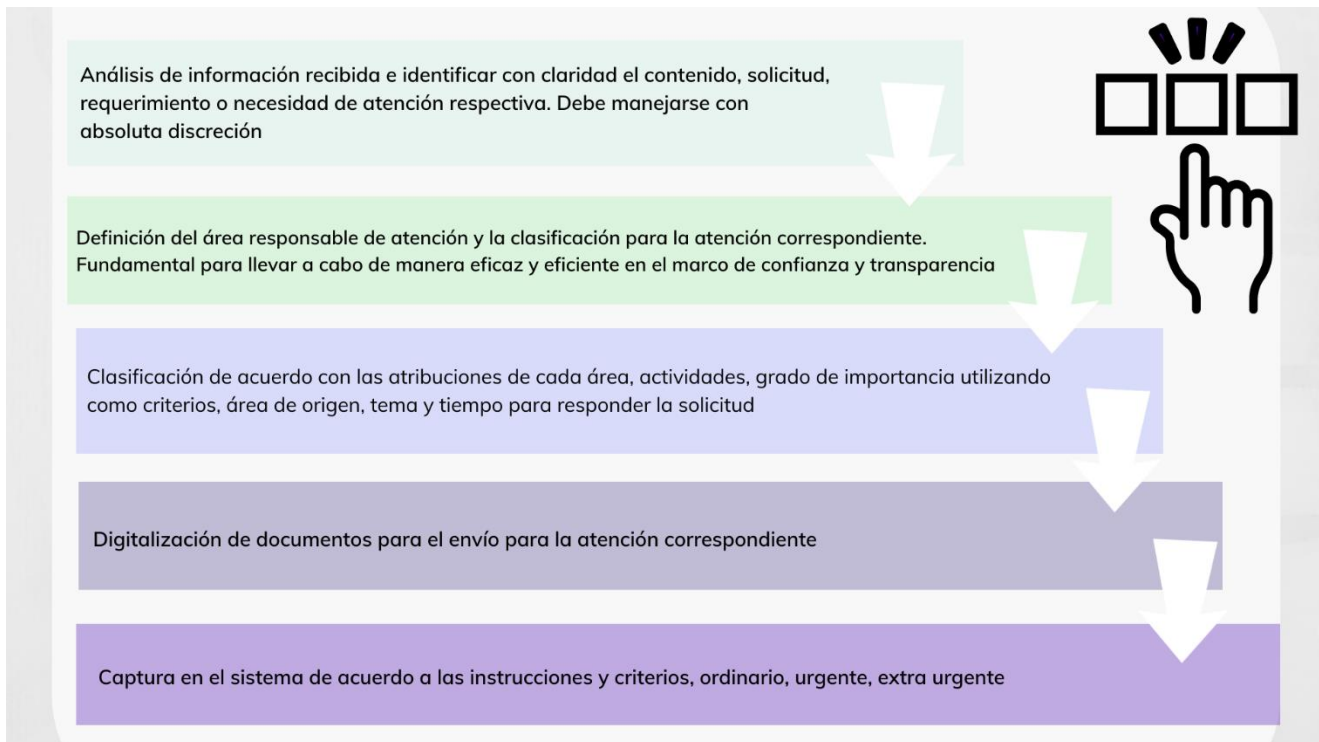 Análisis de información recibida e identificar con claridad el contenido, solicitud,
requerimiento o necesidad de atención respectiva. Debe manejarse con
absoluta discreción
Definición del área responsable de atención y la clasificación para la atención correspondiente.
Fundamental para llevar a cabo de manera eficaz y eficiente en el marco de confianza y transparencia
Clasificación de acuerdo con las atribuciones de cada área, actividades, grado de importancia utilizando
como criterios, área de origen, tema y tiempo para responder la solicitud
Digitalización de documentos para el envío para la atención correspondiente
Captura en el sistema de acuerdo a las instrucciones y criterios, ordinario, urgente, extra urgente